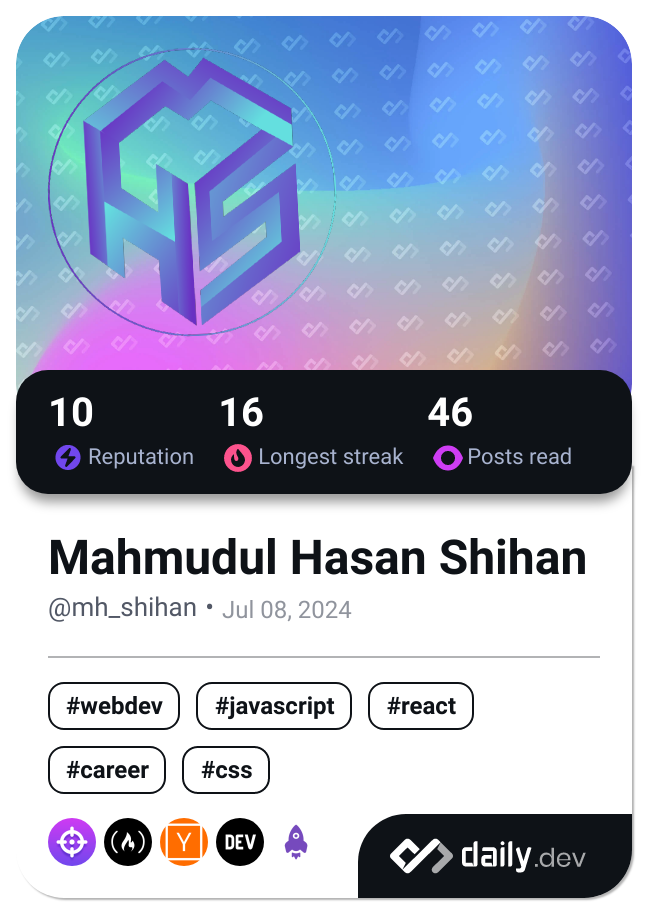 MHS
10 16 46
Reputation Longest streak Posts read
Mahmudul Hasan Shihan
@mh_shihan • Jul 08, 2024
#webdev #javascript #react
#career #css
Y DEV
daily.dev